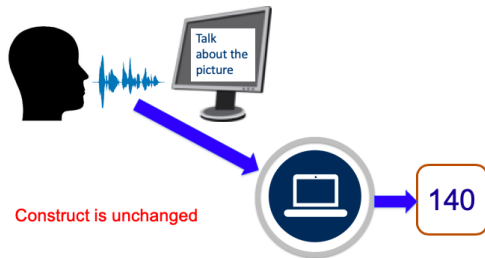 Talk
about the
picture
140
Construct is unchanged